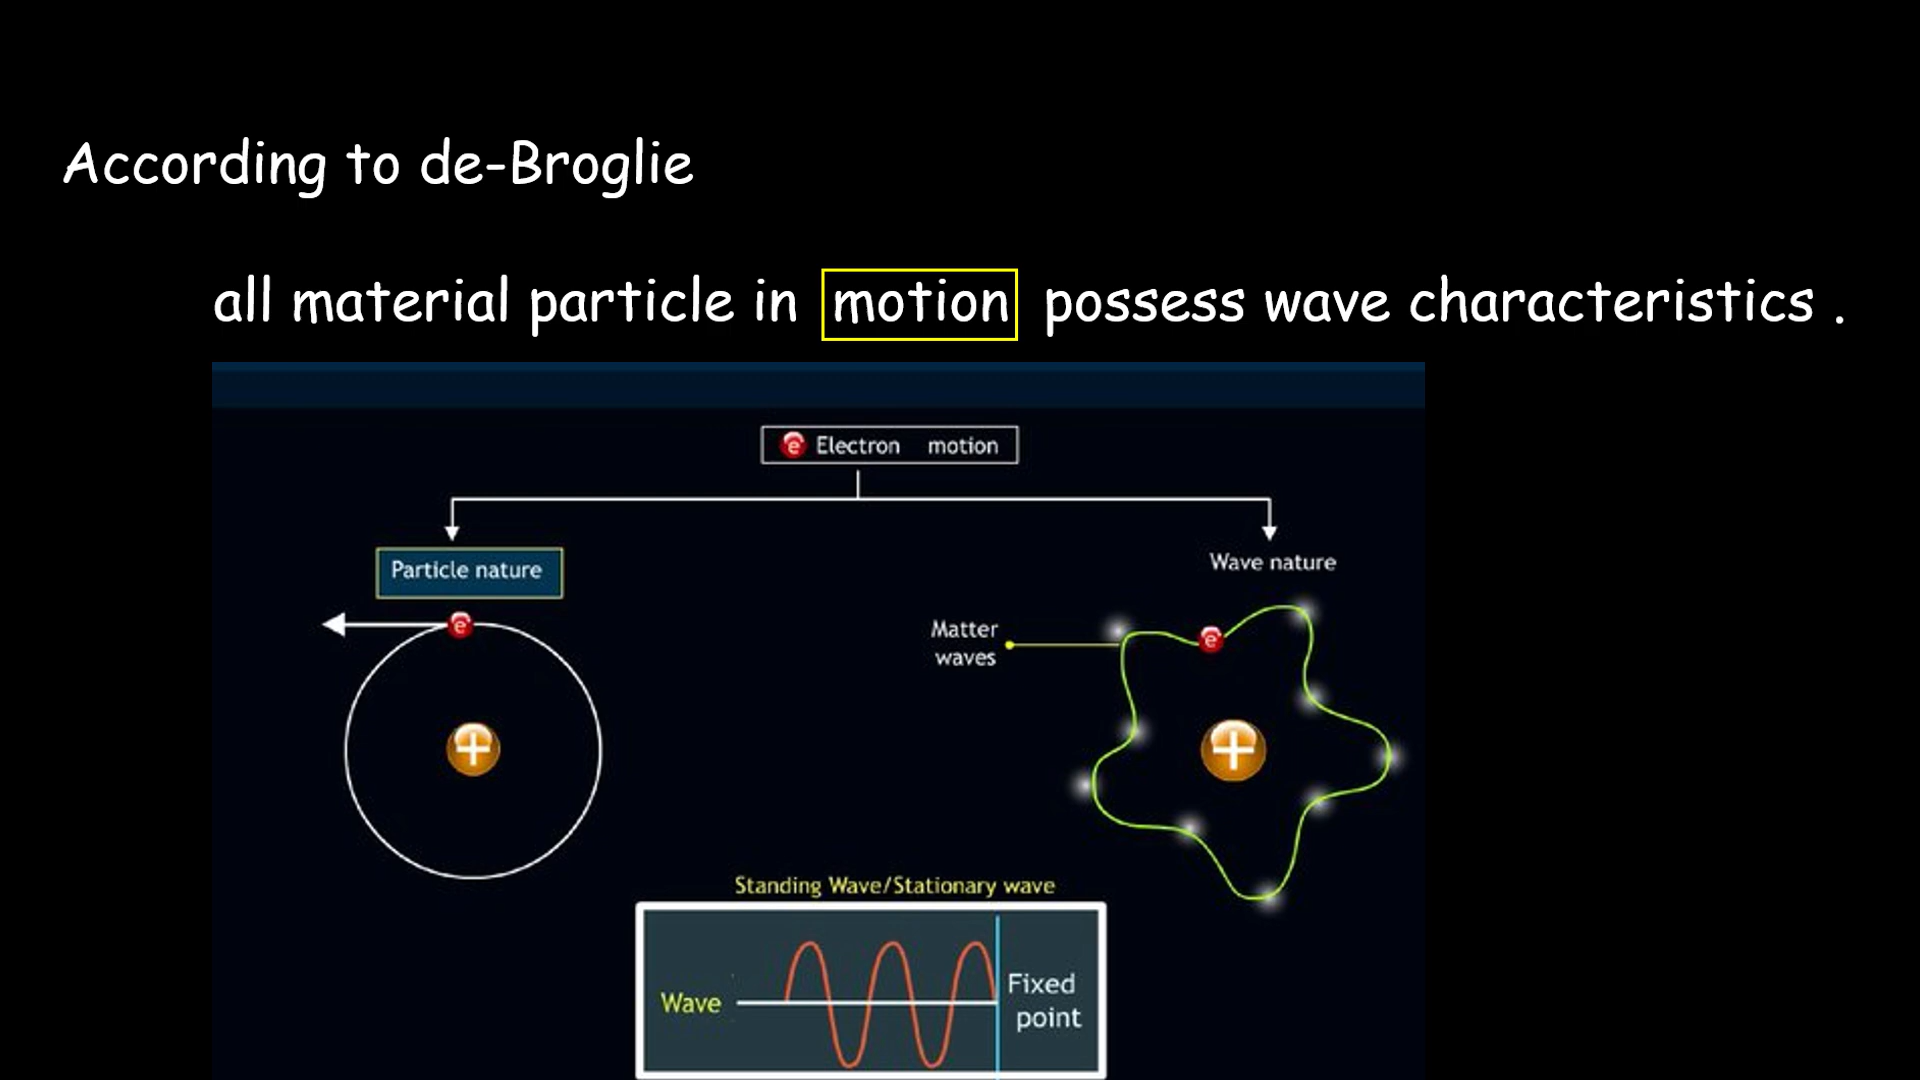 According to de-Broglie
all material particle in motion possess wave characteristics .
e Electron motion
Particle nature
Wave nature
e
Matter
waves
e
+
+
Standing Wave/Stationary wave
Wave
Fixed
point